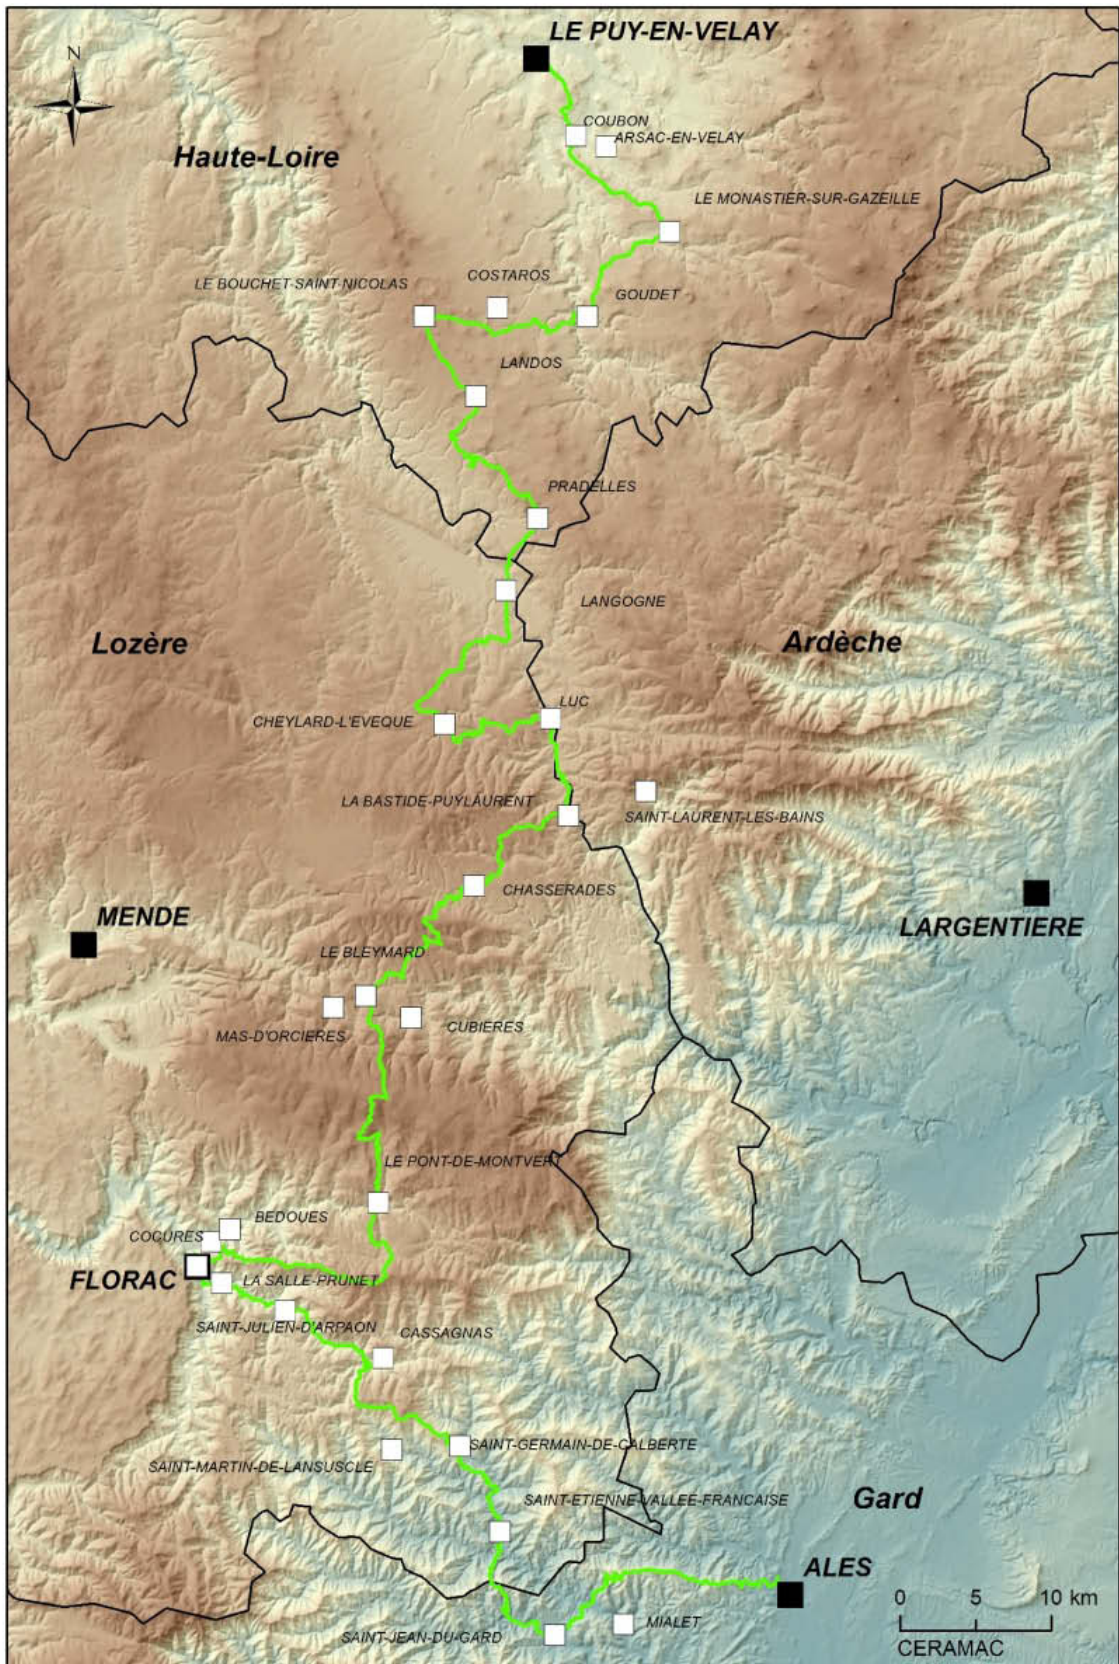 LE PUY-EN-VELAY
N
COUBON
ARSAC-EN-VELAY
Haute-Loire
LE MONASTIER-SUR-GAZEILLE
COSTAROS
LE BOUCHET-SAINT-NICOLAS
GOUDET
LANDOS
PRADELLES
LANGOGNE
Lozère
Ardèche
LUC
CHEYLARD-L'EVEQUE
LA BASTIDE-PUYLAURENT
SAINT-LAURENT-LES-BAINS
CHASSERADES
MENDE
LARGENTIERE
LE BLEYMARD
MAS-D'ORCIERES
CUBIERES
LE PONT-DE-MONTVERT
BEDOUES
COCURES
FLORAC
LA SALLE-PRUNET
SAINT-JULIEN-D'ARPAON
CASSAGNAS
SAINT-GERMAIN-DE-CALBERTE
SAINT-MARTIN-DE-LANSUSCLE
SAINT-ETIENNE-VALLEE-FRANCAISE
Gard
ALES
0 5 10 km
MIALET
SAINT-JEAN-DU-GARD
CERAMAC